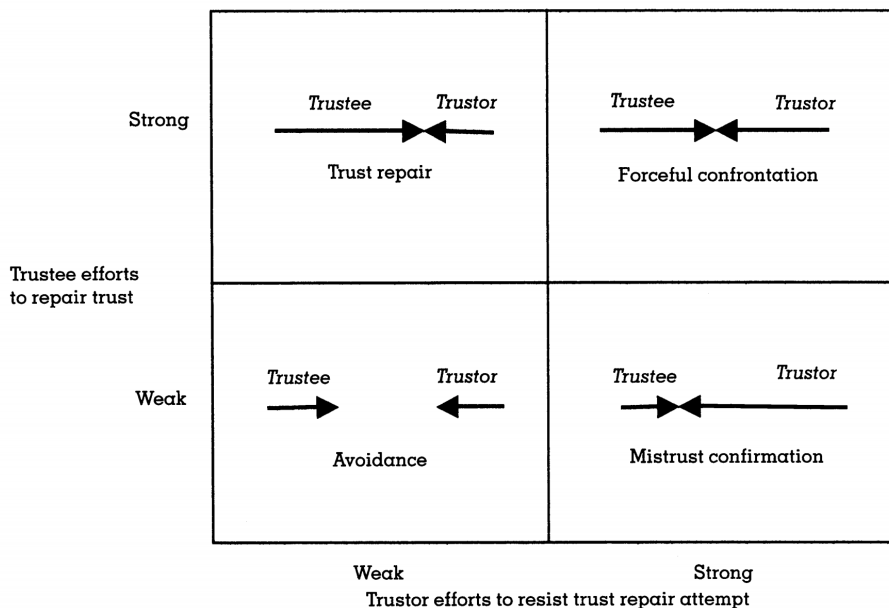 Strong
Trustee Trustor
Trust repair
Trustee Trustor
Forceful confrontation
Trustee efforts
to repair trust
Weak
Trustee Trustor
Avoidance
Trustee Trustor
Mistrust confirmation
Weak Strong
Trustor efforts to resist trust repair attempt